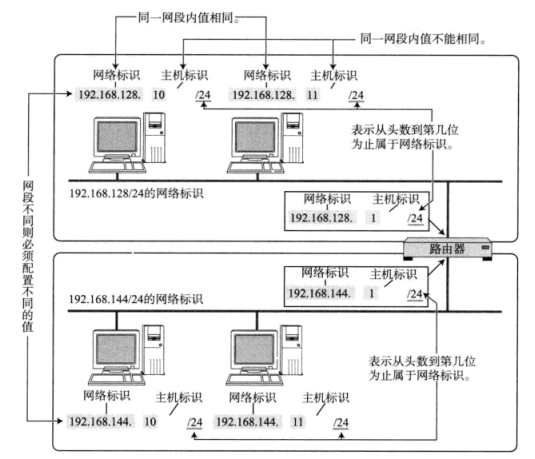 同一网段内值相同。
同一网段内值不能相同。
网络标识 主机标识 网络标识 主机标识
192.168.128. 10 /24 192.168.128. 11 /24
表示从头数到第几位
为止属于网络标识。
192.168.128/24的网络标识
网络标识 主机标识
192.168.128. 1 /24
网段不同则必须配置不同的值
路由器
网络标识 主机标识
192.168.144. 1 /24
192.168.144/24的网络标识
表示从头数到第几位
为止属于网络标识。
网络标识 主机标识 网络标识 主机标识
192.168.144. 10 /24 192.168.144. 11 /24